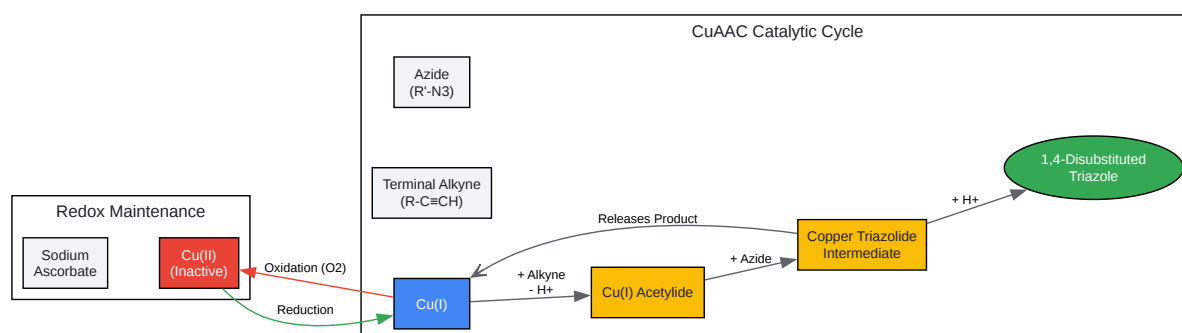 CuAAC Catalytic Cycle
Azide
(R'-N3)
Terminal Alkyne
(R-C≡CH)
1,4-Disubstituted
Triazole
+ H+
Releases Product
Copper Triazolide
Intermediate
+ Azide
+ Alkyne
- H+
Cu(I) Acetylide
Cu(I)
Redox Maintenance
Sodium
Ascorbate
Cu(II)
(Inactive)
Oxidation (O2)
Reduction